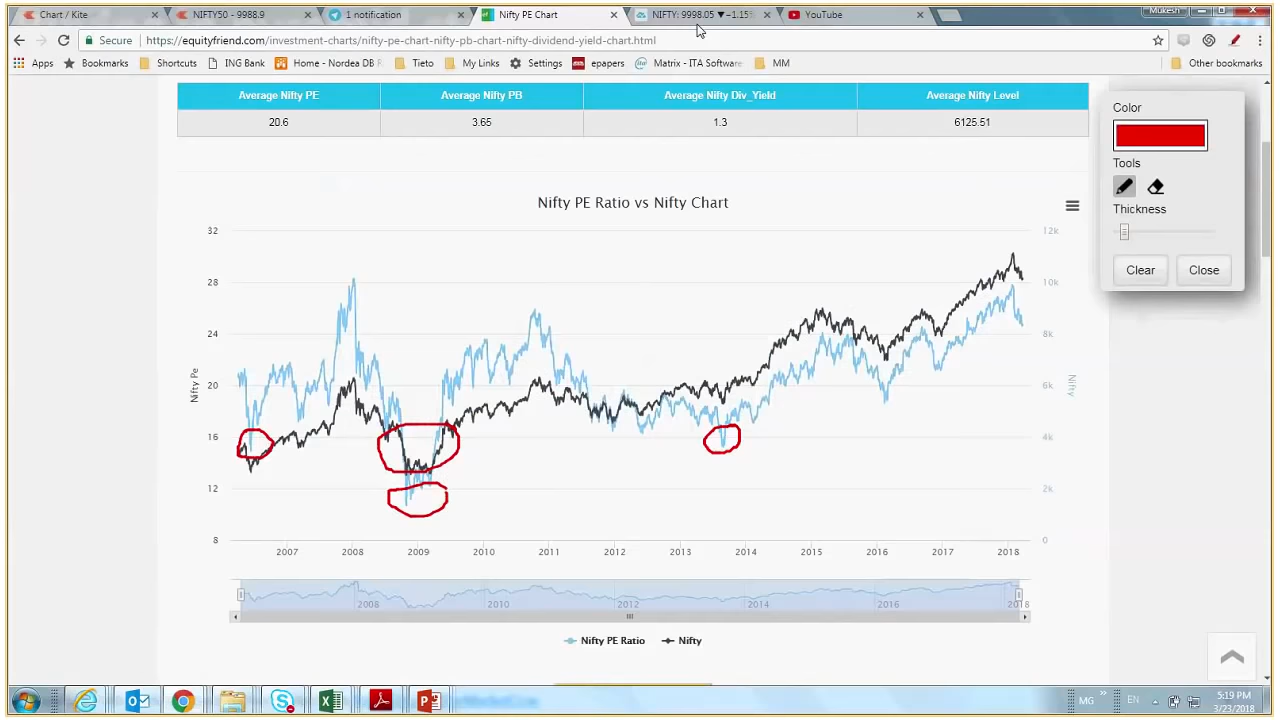 Chart / Kite
NIFTY50 - 9988.9
1 notification
Nifty PE Chart
NIFTY: 9998.05 ▼-1.15%
YouTube
Mukesh
Secure
https://equityfriend.com/investment-charts/nifty-pe-chart-nifty-pb-chart-nifty-dividend-yield-chart.html
Apps Bookmarks Shortcuts ING Bank Home - Nordea DB R Tieto My Links Settings epapers Matrix - ITA Software MM Other bookmarks
Average Nifty PE Average Nifty PB Average Nifty Div_Yield Average Nifty Level
20.6 3.65 1.3 6125.51
Color
Tools
Thickness
Clear Close
Nifty PE Ratio vs Nifty Chart
32 12k
28 10k
24 8k
20 6k
Nifty Pe
Nifty
16 4k
12 2k
8 0
2007 2008 2009 2010 2011 2012 2013 2014 2015 2016 2017 2018
2008 2010 2012 2014 2016 2018
Nifty PE Ratio Nifty
MG EN
5:19 PM
3/23/2018